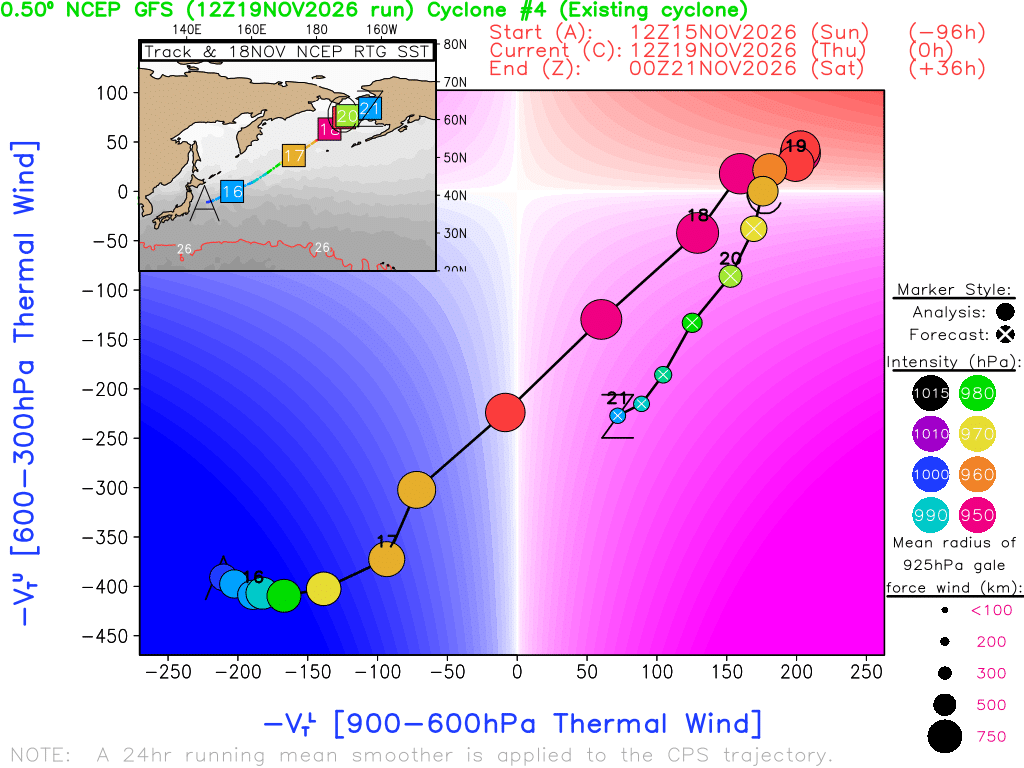 0.50º NCEP GFS (12Z19NOV2026 run) Cyclone #4 (Existing cyclone)
Start (A): 12Z15NOV2026 (Sun) (−96h)
Current (C): 12Z19NOV2026 (Thu) (0h)
End (Z): 00Z21NOV2026 (Sat) (+36h)
140E 160E 180 160W
Track & 18NOV NCEP RTG SST
80N
70N
60N
50N
40N
30N
20N
16 17 18 20 21
A
26 26
−V_T^U [600−300hPa Thermal Wind]
100
50
0
−50
−100
−150
−200
−250
−300
−350
−400
−450
19
18
20
21
Z
17
A 16
−250 −200 −150 −100 −50 0 50 100 150 200 250
−V_T^L [900−600hPa Thermal Wind]
Marker Style:
Analysis:
Forecast:
Intensity (hPa):
1015 980
1010 970
1000 960
990 950
Mean radius of
925hPa gale
force wind (km):
<100
200
300
500
750
NOTE: A 24hr running mean smoother is applied to the CPS trajectory.